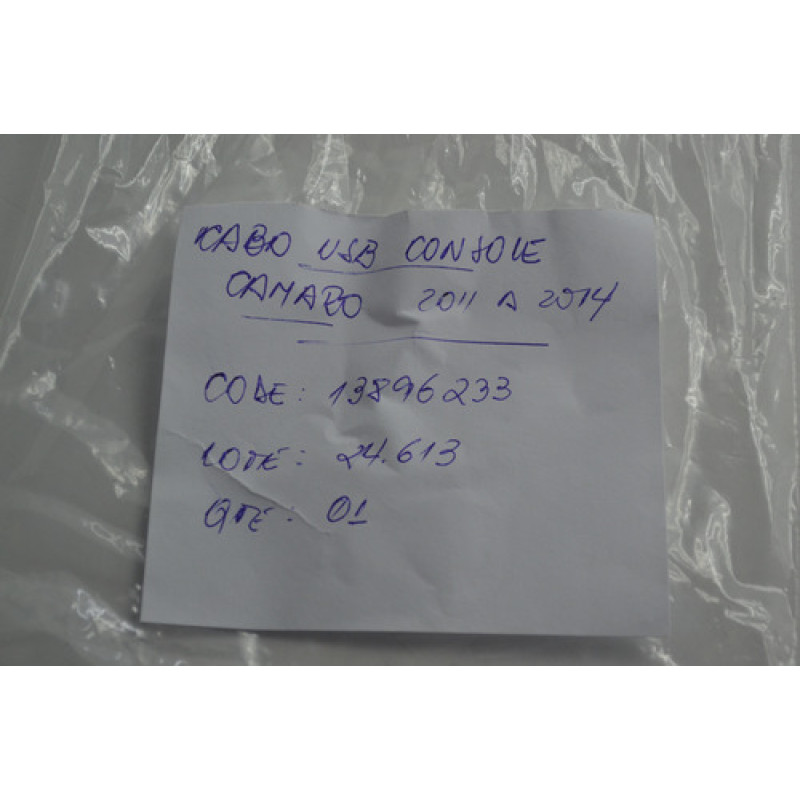 CABO USB CONSOLE
CAMARO 2011 A 2014
CODE: 13896233
LOTE: 24.613
QTE. 01